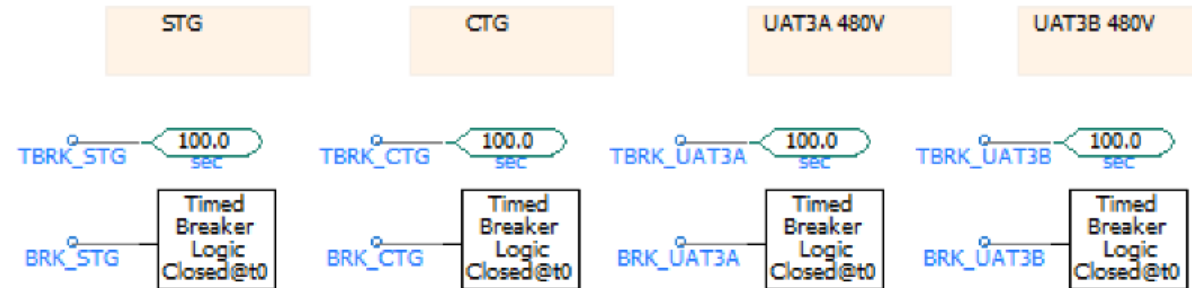 STG CTG UAT3A 480V UAT3B 480V
TBRK_STG 100.0 sec TBRK_CTG 100.0 sec TBRK_UAT3A 100.0 sec TBRK_UAT3B 100.0 sec
BRK_STG
Timed
Breaker
Logic
Closed@t0
BRK_CTG
Timed
Breaker
Logic
Closed@t0
BRK_UAT3A
Timed
Breaker
Logic
Closed@t0
BRK_UAT3B
Timed
Breaker
Logic
Closed@t0